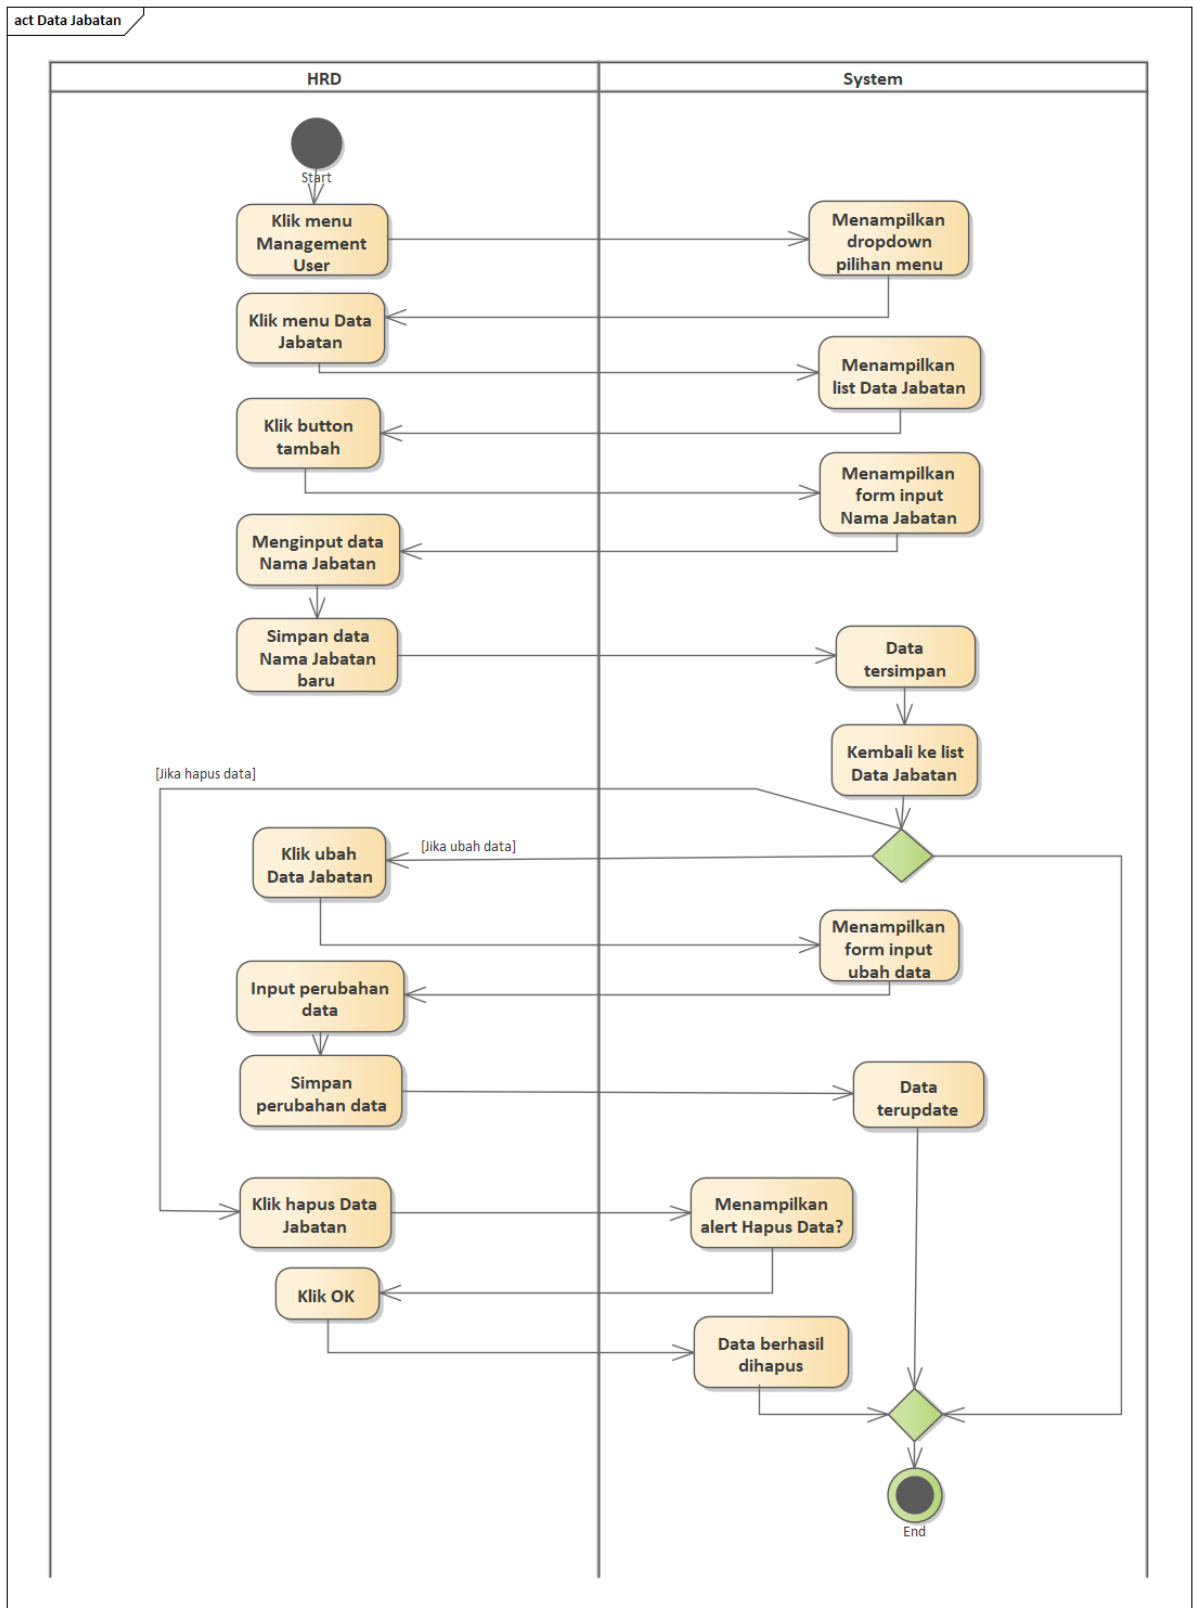 act Data Jabatan
HRD
System
Start
Klik menu
Management
User
Menampilkan
dropdown
pilihan menu
Klik menu Data
Jabatan
Menampilkan
list Data Jabatan
Klik button
tambah
Menampilkan
form input
Nama Jabatan
Menginput data
Nama Jabatan
Simpan data
Nama Jabatan
baru
Data
tersimpan
Kembali ke list
Data Jabatan
[Jika hapus data]
[Jika ubah data]
Klik ubah
Data Jabatan
Menampilkan
form input
ubah data
Input perubahan
data
Simpan
perubahan data
Data
terupdate
Klik hapus Data
Jabatan
Menampilkan
alert Hapus Data?
Klik OK
Data berhasil
dihapus
End